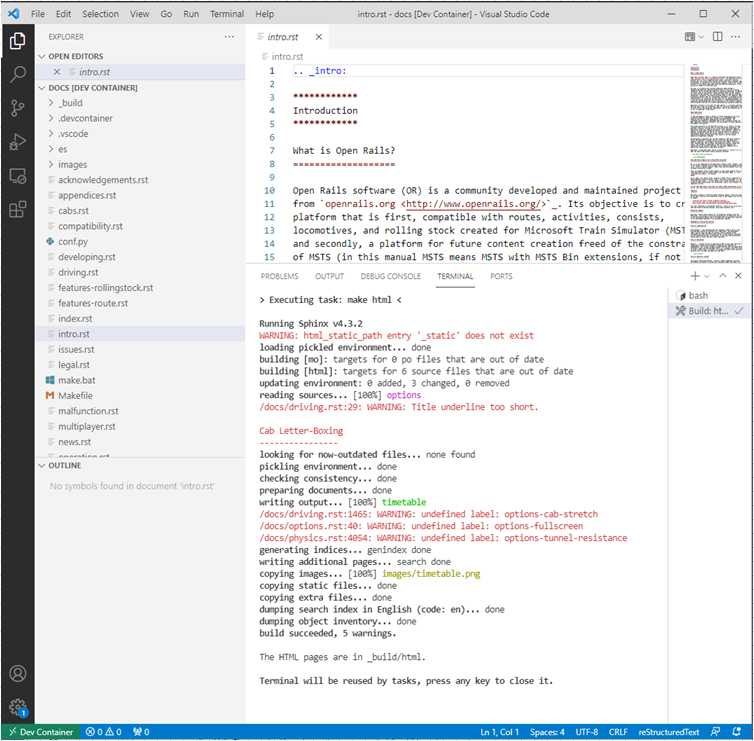 File Edit Selection View Go Run Terminal Help intro.rst - docs [Dev Container] - Visual Studio Code
EXPLORER
OPEN EDITORS
intro.rst
DOCS [DEV CONTAINER]
_build
.devcontainer
.vscode
es
images
acknowledgements.rst
appendices.rst
cabs.rst
compatibility.rst
conf.py
developing.rst
driving.rst
features-rollingstock.rst
features-route.rst
index.rst
intro.rst
issues.rst
legal.rst
make.bat
Makefile
malfunction.rst
multiplayer.rst
news.rst
operation.rst
OUTLINE
No symbols found in document 'intro.rst'
intro.rst
intro.rst
1 .. _intro:
2
3 ************
4 Introduction
5 ************
6
7 What is Open Rails?
8 ===================
9
10 Open Rails software (OR) is a community developed and maintained project
11 from `openrails.org <http://www.openrails.org/>`_. Its objective is to cr
12 platform that is first, compatible with routes, activities, consists,
13 locomotives, and rolling stock created for Microsoft Train Simulator (MST
14 and secondly, a platform for future content creation freed of the constra
15 of MSTS (in this manual MSTS means MSTS with MSTS Bin extensions, if not
PROBLEMS OUTPUT DEBUG CONSOLE TERMINAL PORTS
> Executing task: make html <
Running Sphinx v4.3.2
WARNING: html_static_path entry '_static' does not exist
loading pickled environment... done
building [mo]: targets for 0 po files that are out of date
building [html]: targets for 6 source files that are out of date
updating environment: 0 added, 3 changed, 0 removed
reading sources... [100%] options
/docs/driving.rst:29: WARNING: Title underline too short.
Cab Letter-Boxing
----------------
looking for now-outdated files... none found
pickling environment... done
checking consistency... done
preparing documents... done
writing output... [100%] timetable
/docs/driving.rst:1465: WARNING: undefined label: options-cab-stretch
/docs/options.rst:40: WARNING: undefined label: options-fullscreen
/docs/physics.rst:4054: WARNING: undefined label: options-tunnel-resistance
generating indices... genindex done
writing additional pages... search done
copying images... [100%] images/timetable.png
copying static files... done
copying extra files... done
dumping search index in English (code: en)... done
dumping object inventory... done
build succeeded, 5 warnings.
The HTML pages are in _build/html.
Terminal will be reused by tasks, press any key to close it.
bash
Build: ht...
1
Dev Container 0 0 0 Ln 1, Col 1 Spaces: 4 UTF-8 CRLF reStructuredText